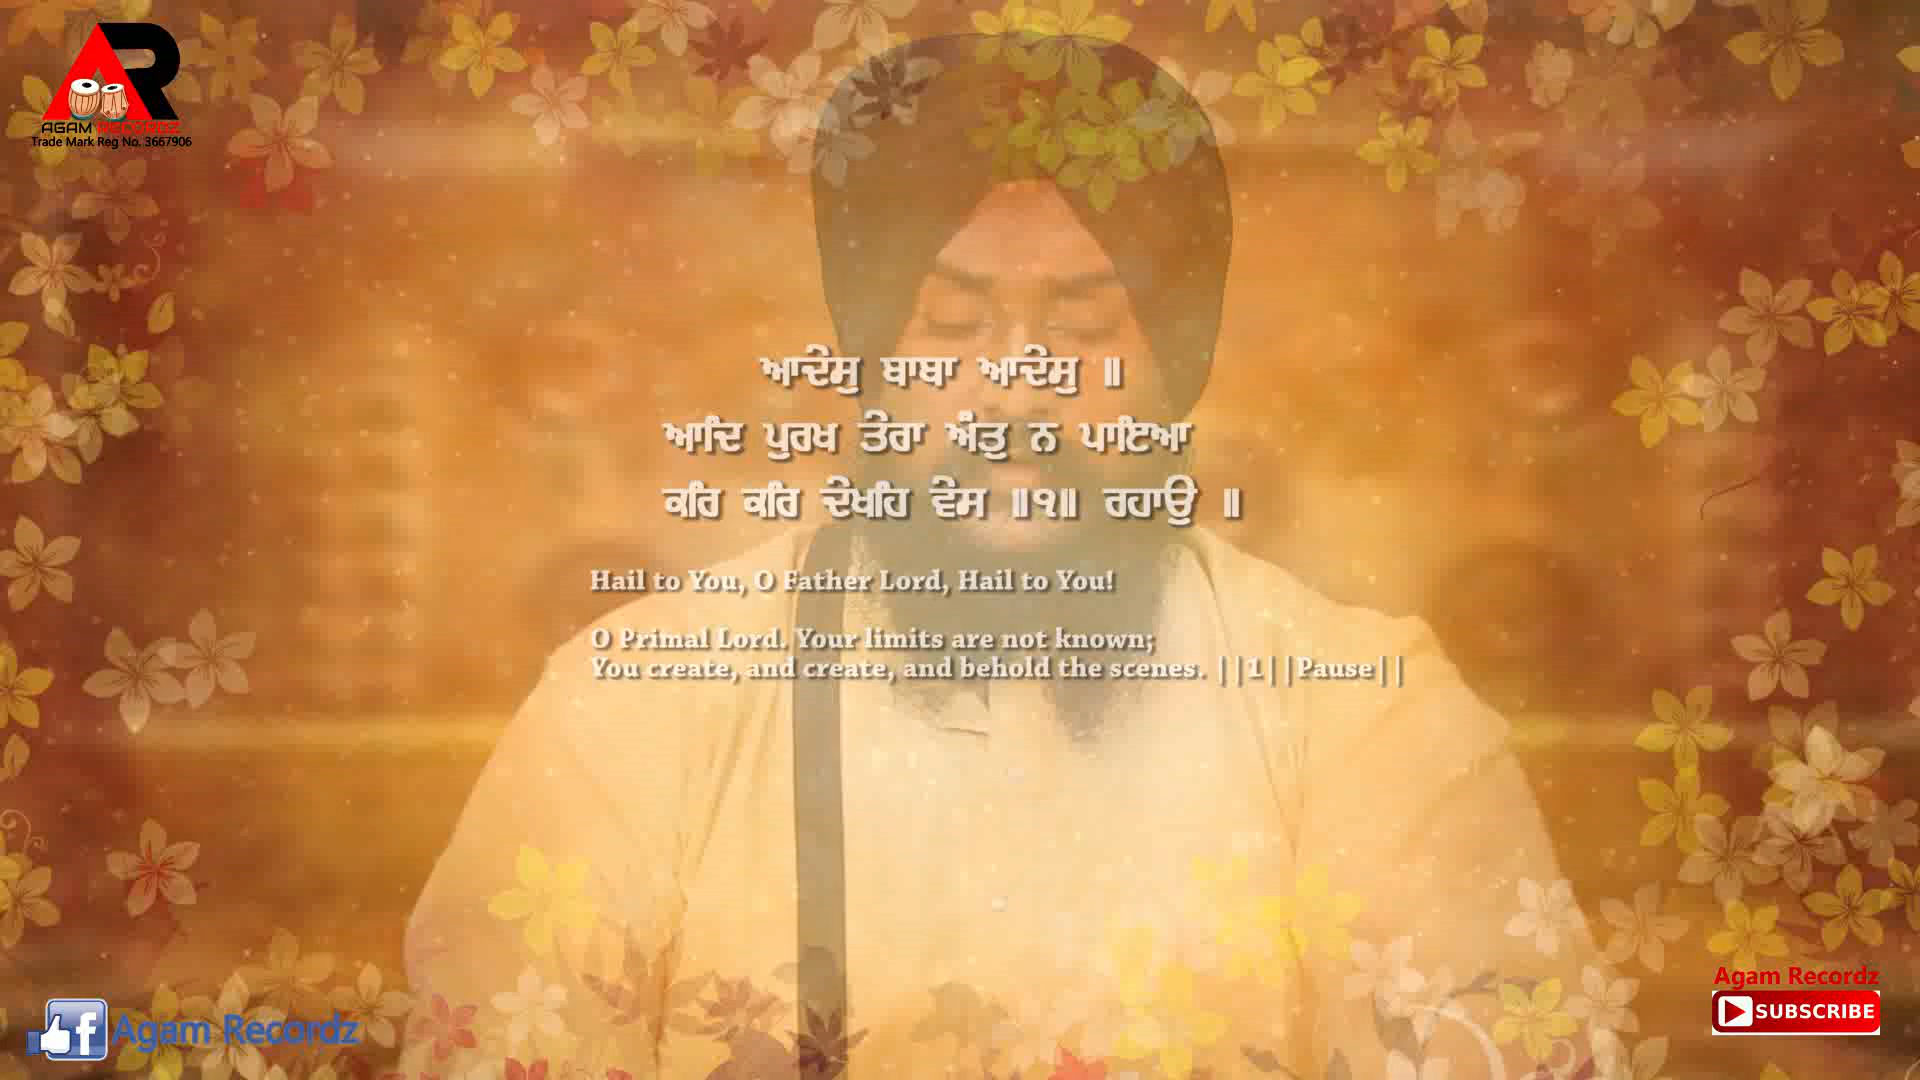 AR
AGAM RECORDZ
Trade Mark Reg No. 3667906
ਆਦੇਸੁ ਬਾਬਾ ਆਦੇਸੁ ॥
ਆਦਿ ਪੁਰਖ ਤੇਰਾ ਅੰਤੁ ਨ ਪਾਇਆ
ਕਰਿ ਕਰਿ ਦੇਖਹਿ ਵੇਸ ॥੧॥ ਰਹਾਉ ॥
Hail to You, O Father Lord, Hail to You!
O Primal Lord. Your limits are not known;
You create, and create, and behold the scenes. ||1||Pause||
f Agam Recordz
Agam Recordz
SUBSCRIBE